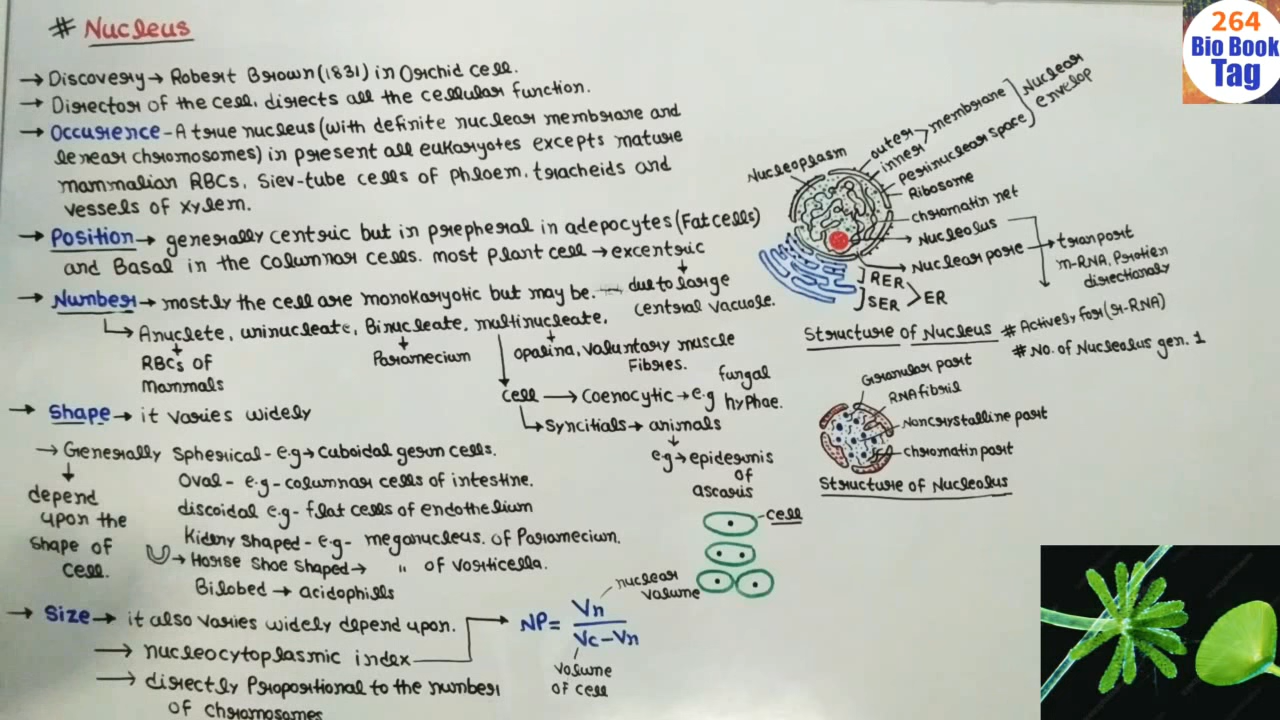 # Nucleus
→ Discovery → Robert Brown (1831) in Orchid cell.
→ Director of the cell, directs all the cellular function.
→ Occurence - A true nucleus (with definite nuclear membrane and
lenear chromosomes) in present all eukaryotes excepts mature
mammalian RBCs, Siev-tube cells of phloem, tracheids and
vessels of xylem.
→ Position → generally centric but in prepheral in adepocytes (Fat cells)
and Basal in the columnar cells. most plant cell → excentric
due to large
central vacuole.
→ Number → mostly the cell are monokaryotic but may be.
Anuclete, uninucleate, Binucleate, multinucleate,
RBCs of
mammals
Paramecium
opalina, voluntary muscle
Fibres.
cell → Coenocytic → e.g fungal
hyphae.
Syncitials → animals
eg → epidermis
of
ascaris
→ Shape → it varies widely
→ Generally Spherical - e.g → cuboidal germ cells.
Oval - e.g - columnar cells of intestine.
discoidal e.g - flat cells of endothelium
Kideny shaped - e.g - meganucleus of Paramecium.
→ Horse Shoe Shaped → " of vorticella.
Bilobed → acidophills
depend
upon the
shape of
cell.
cell
→ Size → it also varies widely depend upon.
→ nucleocytoplasmic index
→ directly Propostional to the number
of chromosomes
NP = Vn
Vc - Vn
nuclear
volume
volume
of cell
Nucleoplasm
outer
inner
membrane
Perinuclear space
Nuclear
envelop
Ribosome
chromatin net
Nucleolus
Nuclear pore → tranport
m-RNA, Protien
directionaly
RER
SER
ER
Structure of Nucleus
# Actively for (r-RNA)
# No. of Nucleolus gen. 1
Granular part
RNA fibril
Noncrystalline part
chromatin part
Structure of Nucleolus
264
Bio Book
Tag